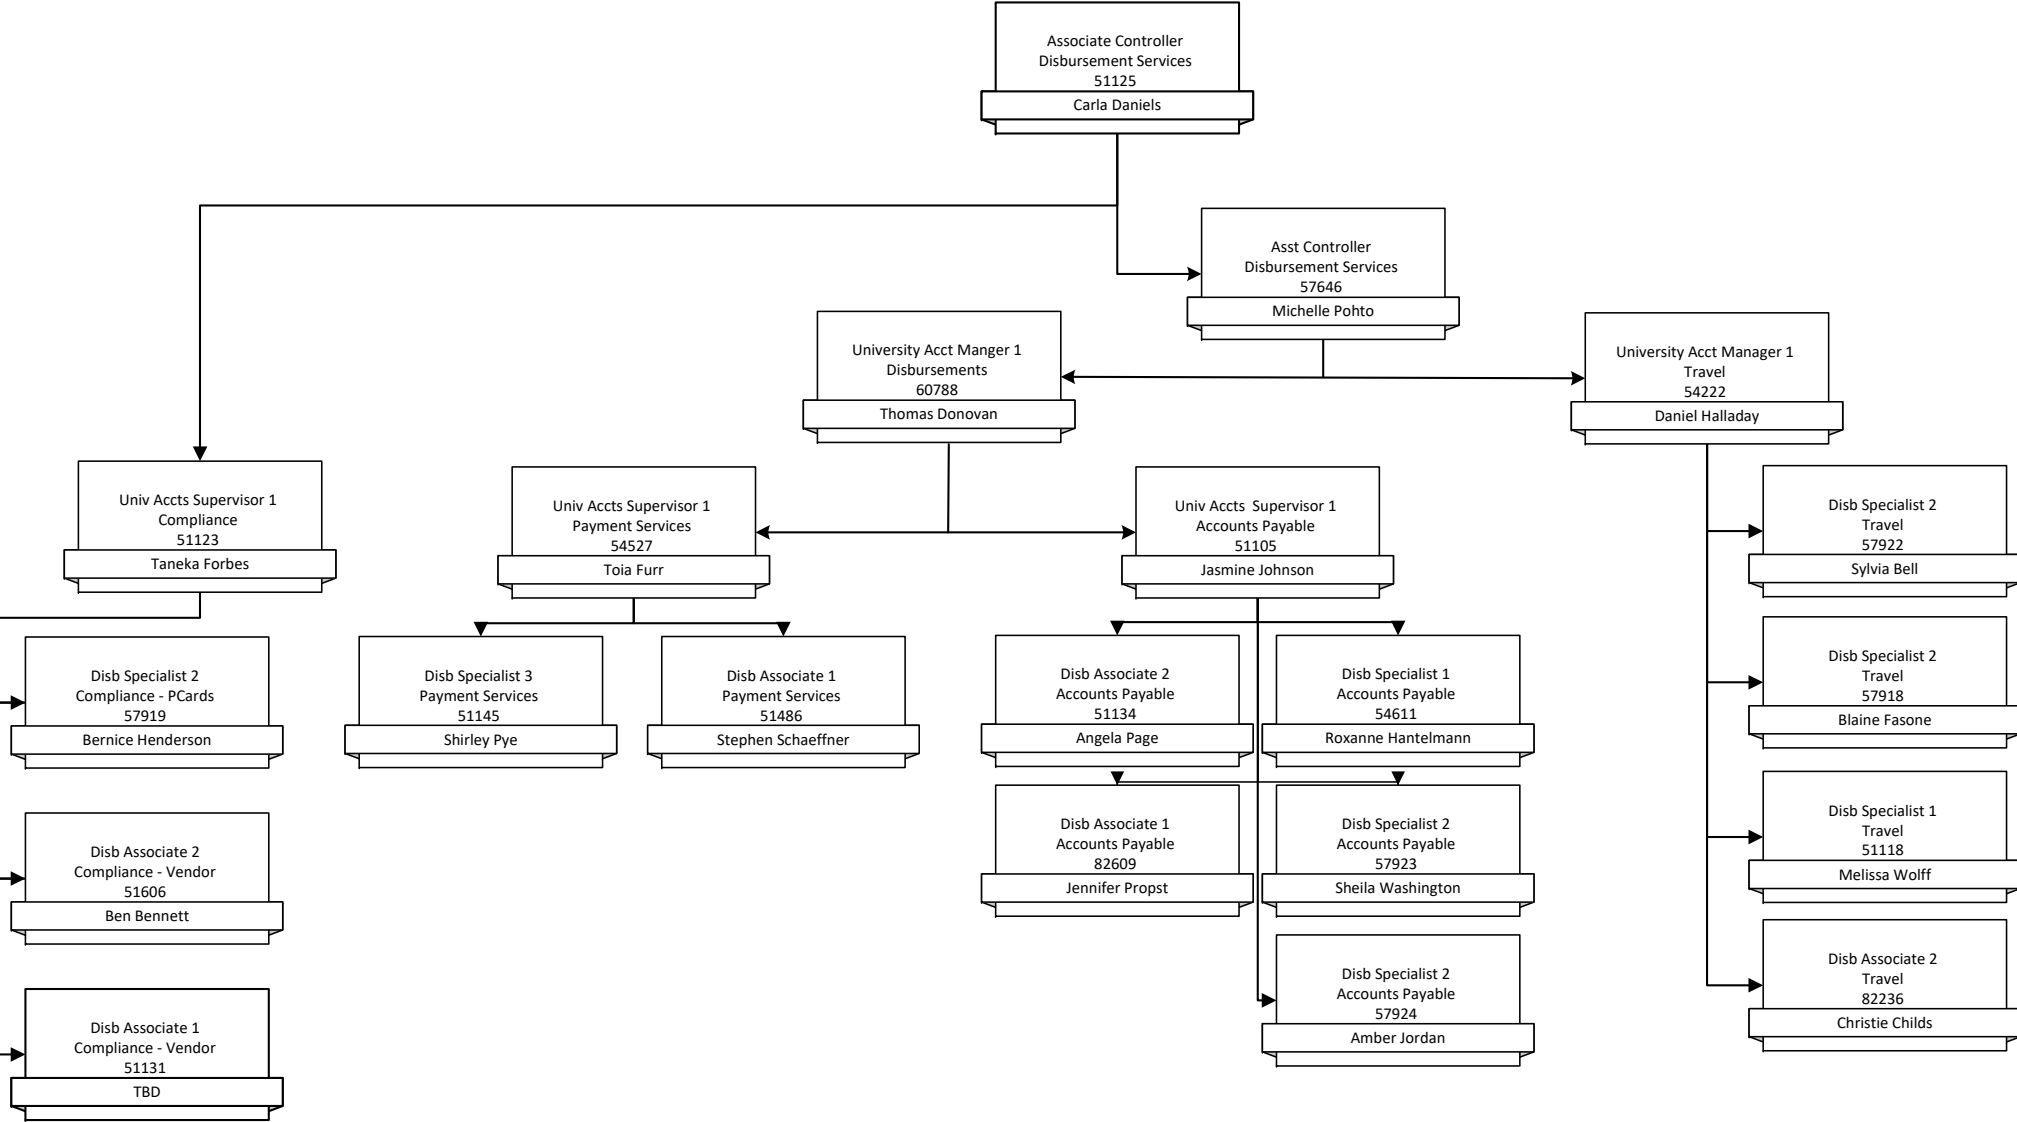 Associate Controller
Disbursement Services
51125
Carla Daniels
Asst Controller
Disbursement Services
57646
Michelle Pohto
University Acct Manger 1
Disbursements
60788
Thomas Donovan
University Acct Manager 1
Travel
54222
Daniel Halladay
Univ Accts Supervisor 1
Compliance
51123
Taneka Forbes
Univ Accts Supervisor 1
Payment Services
54527
Toia Furr
Univ Accts  Supervisor 1
Accounts Payable
51105
Jasmine Johnson
Disb Specialist 2
Travel
57922
Sylvia Bell
Disb Specialist 2
Compliance - PCards
57919
Bernice Henderson
Disb Specialist 3
Payment Services
51145
Shirley Pye
Disb Associate 1
Payment Services
51486
Stephen Schaeffner
Disb Associate 2
Accounts Payable
51134
Angela Page
Disb Specialist 1
Accounts Payable
54611
Roxanne Hantelmann
Disb Specialist 2
Travel
57918
Blaine Fasone
Disb Associate 2
Compliance - Vendor
51606
Ben Bennett
Disb Associate 1
Accounts Payable
82609
Jennifer Propst
Disb Specialist 2
Accounts Payable
57923
Sheila Washington
Disb Specialist 1
Travel
51118
Melissa Wolff
Disb Associate 1
Compliance - Vendor
51131
TBD
Disb Specialist 2
Accounts Payable
57924
Amber Jordan
Disb Associate 2
Travel
82236
Christie Childs